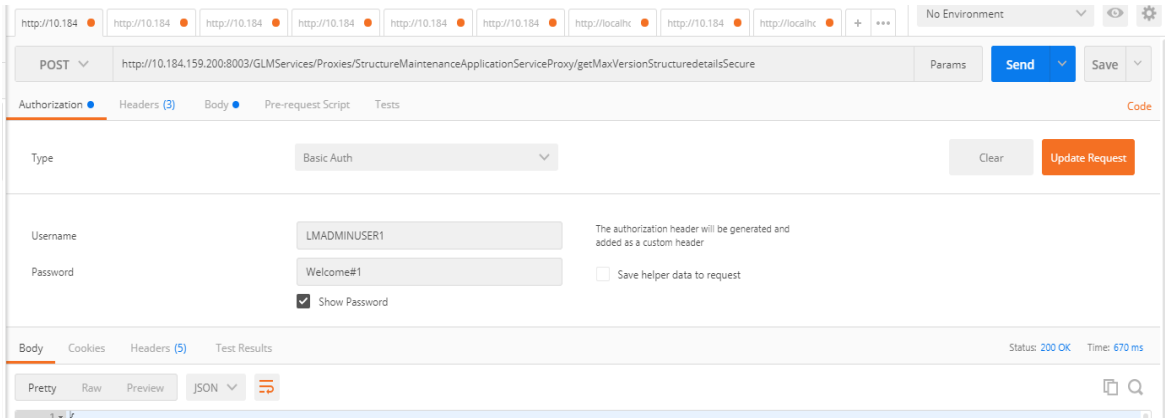 http://10.184 http://10.184 http://10.184 http://10.184 http://10.184 http://10.184 http://localhc http://10.184 http://localhc + ••• No Environment
POST http://10.184.159.200:8003/GLMServices/Proxies/StructureMaintenanceApplicationServiceProxy/getMaxVersionStructuredetailsSecure Params Send Save
Authorization Headers (3) Body Pre-request Script Tests Code
Type Basic Auth Clear Update Request
Username LMADMINUSER1 The authorization header will be generated and
added as a custom header
Password Welcome#1 Save helper data to request
Show Password
Body Cookies Headers (5) Test Results Status: 200 OK Time: 670 ms
Pretty Raw Preview JSON
1 {